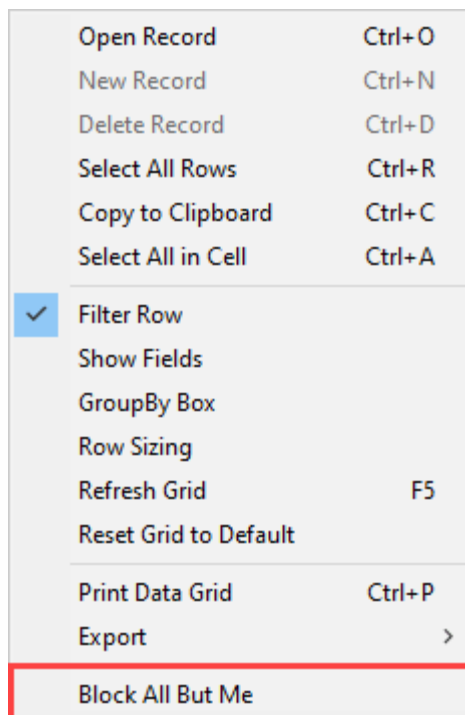 Open Record Ctrl+O
New Record Ctrl+N
Delete Record Ctrl+D
Select All Rows Ctrl+R
Copy to Clipboard Ctrl+C
Select All in Cell Ctrl+A
Filter Row
Show Fields
GroupBy Box
Row Sizing
Refresh Grid F5
Reset Grid to Default
Print Data Grid Ctrl+P
Export
Block All But Me